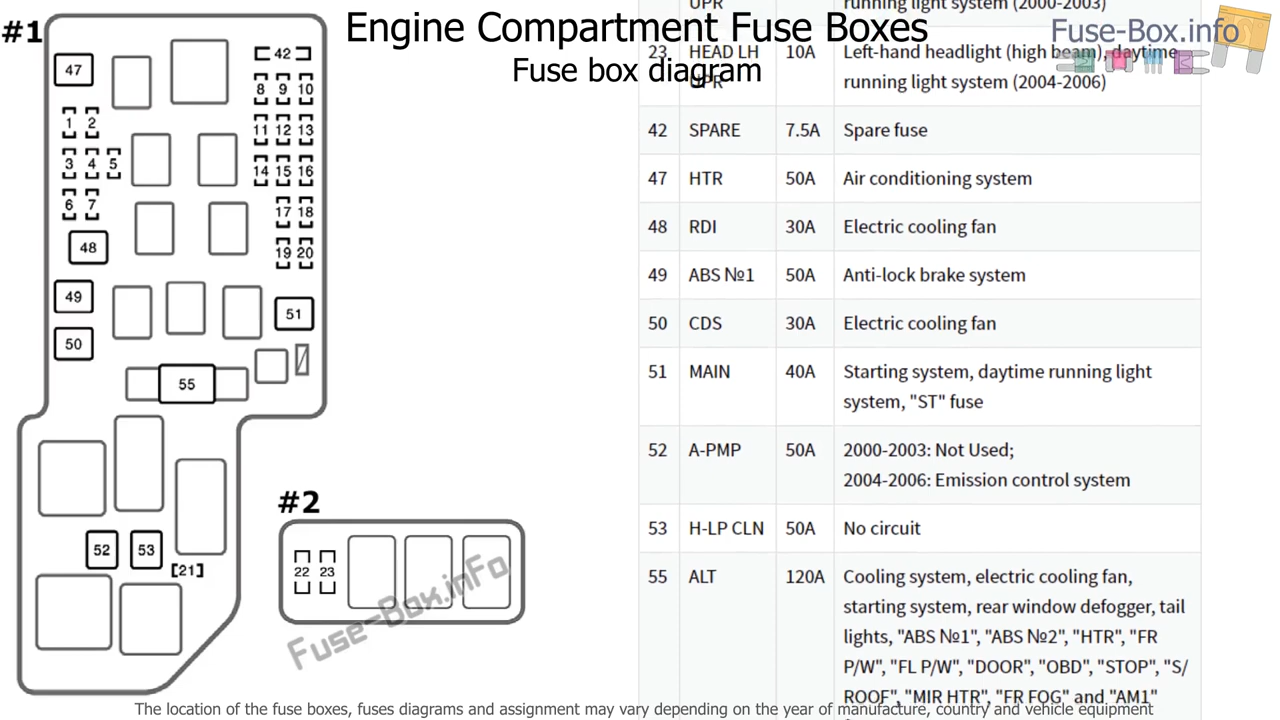 #1
Engine Compartment Fuse Boxes
Fuse box diagram
Fuse-Box.info
47
42
8 9 10
1 2
11 12 13
3 4 5
14 15 16
6 7
17 18
48
19 20
49
51
50
55
52 53
21
#2
22 23
Fuse-Box.inFo
UPR running light system (2000-2003)
23 HEAD LH 10A Left-hand headlight (high beam), daytime
UPR running light system (2004-2006)
42 SPARE 7.5A Spare fuse
47 HTR 50A Air conditioning system
48 RDI 30A Electric cooling fan
49 ABS №1 50A Anti-lock brake system
50 CDS 30A Electric cooling fan
51 MAIN 40A Starting system, daytime running light
system, "ST" fuse
52 A-PMP 50A 2000-2003: Not Used;
2004-2006: Emission control system
53 H-LP CLN 50A No circuit
55 ALT 120A Cooling system, electric cooling fan,
starting system, rear window defogger, tail
lights, "ABS №1", "ABS №2", "HTR", "FR
P/W", "FL P/W", "DOOR", "OBD", "STOP", "S/
ROOF", "MIR HTR", "FR FOG" and "AM1"
The location of the fuse boxes, fuses diagrams and assignment may vary depending on the year of manufacture, country and vehicle equipment